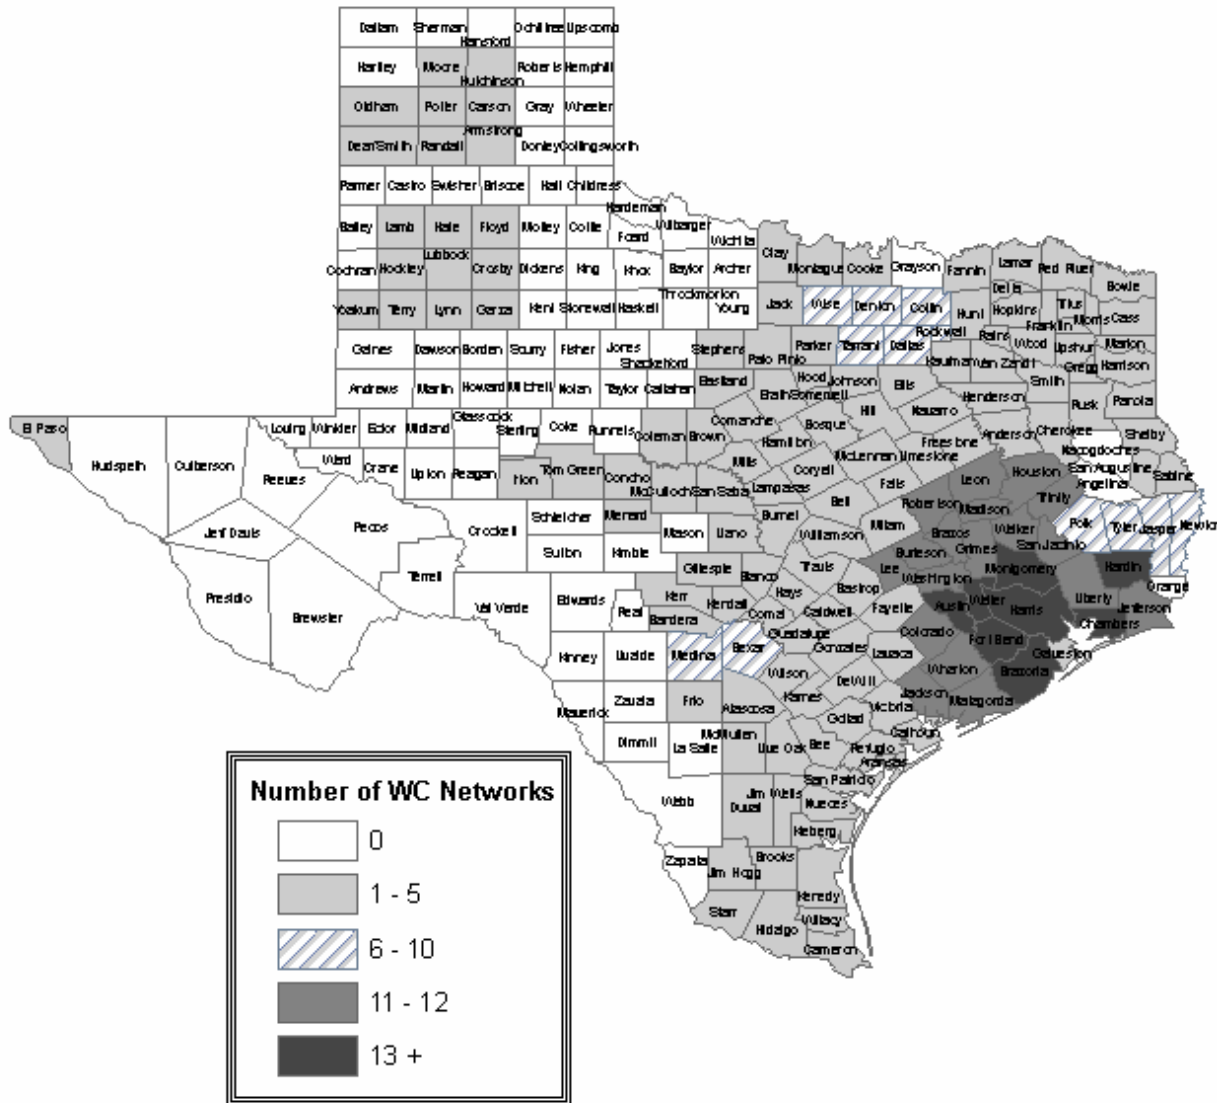 Dallam Sherman Hansford Ochiltree Lipscomb
Hartley Moore Hutchinson Roberts Hemphill
Oldham Potter Carson Gray Wheeler
Deaf Smith Randall Armstrong Donley Collingsworth
Parmer Castro Swisher Briscoe Hall Childress
Hardeman
Bailey Lamb Hale Floyd Motley Cottle Foard Wilbarger Wichita Clay Montague Cooke Grayson Fannin Lamar Red River Bowie
Cochran Hockley Lubbock Crosby Dickens King Knox Baylor Archer
Yoakum Terry Lynn Garza Kent Stonewall Haskell Throckmorton Young Jack Wise Denton Collin Hunt Delta Hopkins Franklin Titus Morris Cass
Rockwall Rains Wood Upshur Marion
Gaines Dawson Borden Scurry Fisher Jones Shackelford Stephens Palo Pinto Parker Tarrant Dallas Kaufman Van Zandt Gregg Harrison
Andrews Martin Howard Mitchell Nolan Taylor Callahan Eastland Erath Hood Somervell Johnson Ellis Henderson Smith Rusk Panola
El Paso Hudspeth Culberson Reeves Loving Winkler Ector Midland Glasscock Sterling Coke Runnels Coleman Brown Comanche Hamilton Bosque Hill Navarro Freestone Anderson Cherokee Nacogdoches Shelby
Ward Crane Upton Reagan Irion Tom Green Concho McCulloch San Saba Mills Lampasas Coryell McLennan Limestone Falls Leon Houston Angelina San Augustine Sabine
Jeff Davis Pecos Crockett Schleicher Menard Mason Llano Burnet Bell Milam Robertson Madison Trinity Polk Tyler Jasper Newton
Sutton Kimble Gillespie Blanco Williamson Travis Lee Burleson Brazos Grimes Walker San Jacinto
Presidio Brewster Terrell Val Verde Edwards Real Kerr Kendall Bandera Hays Comal Caldwell Bastrop Fayette Washington Austin Waller Montgomery Harris Liberty Hardin Orange Jefferson Chambers
Kinney Uvalde Medina Bexar Guadalupe Gonzales Lavaca Colorado Fort Bend Galveston
Maverick Zavala Frio Atascosa Wilson Karnes DeWitt Victoria Jackson Wharton Matagorda Brazoria
Dimmit La Salle McMullen Live Oak Bee Goliad Refugio Calhoun Aransas
Webb Duval Jim Wells San Patricio Nueces Kleberg
Zapata Jim Hogg Brooks Kenedy
Starr Hidalgo Willacy Cameron
Number of WC Networks
0
1 - 5
6 - 10
11 - 12
13 +